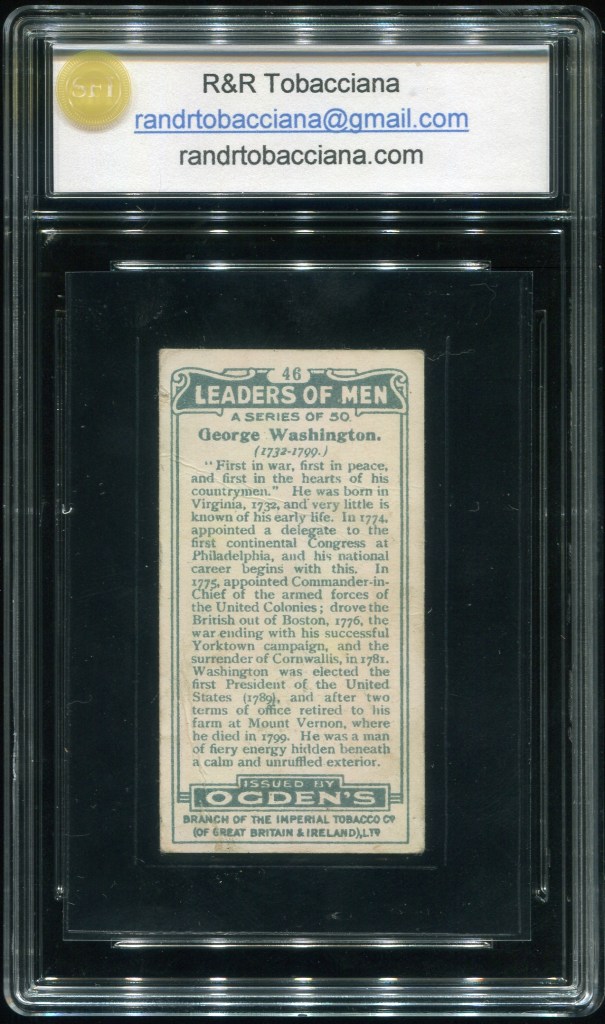 R&R Tobacciana
randrtobacciana@gmail.com
randrtobacciana.com
46
LEADERS OF MEN
A SERIES OF 50.
George Washington.
(1732-1799.)
"First in war, first in peace,
and first in the hearts of his
countrymen." He was born in
Virginia, 1732, and very little is
known of his early life. In 1774,
appointed a delegate to the
first continental Congress at
Philadelphia, and his national
career begins with this. In
1775, appointed Commander-in-
Chief of the armed forces of
the United Colonies; drove the
British out of Boston, 1776, the
war ending with his successful
Yorktown campaign, and the
surrender of Cornwallis, in 1781.
Washington was elected the
first President of the United
States (1789), and after two
terms of office retired to his
farm at Mount Vernon, where
he died in 1799. He was a man
of fiery energy hidden beneath
a calm and unruffled exterior.
ISSUED BY
OGDEN'S
BRANCH OF THE IMPERIAL TOBACCO Co
(OF GREAT BRITAIN & IRELAND), LTD